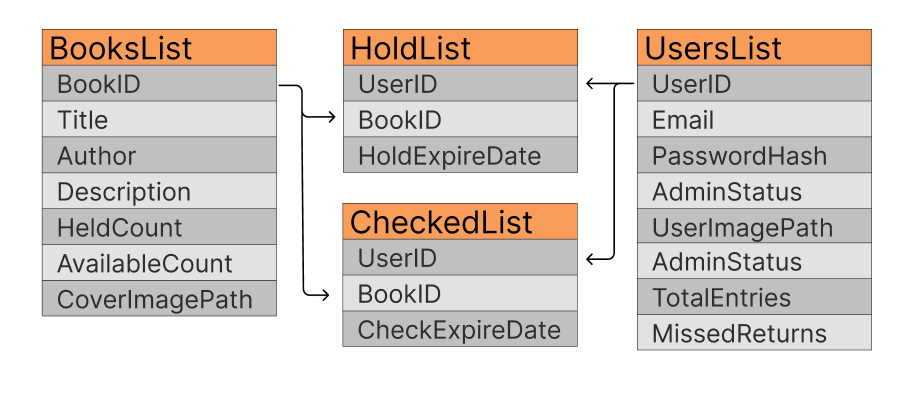 BooksList
BookID
Title
Author
Description
HeldCount
AvailableCount
CoverImagePath
HoldList
UserID
BookID
HoldExpireDate
CheckedList
UserID
BookID
CheckExpireDate
UsersList
UserID
Email
PasswordHash
AdminStatus
UserImagePath
AdminStatus
TotalEntries
MissedReturns